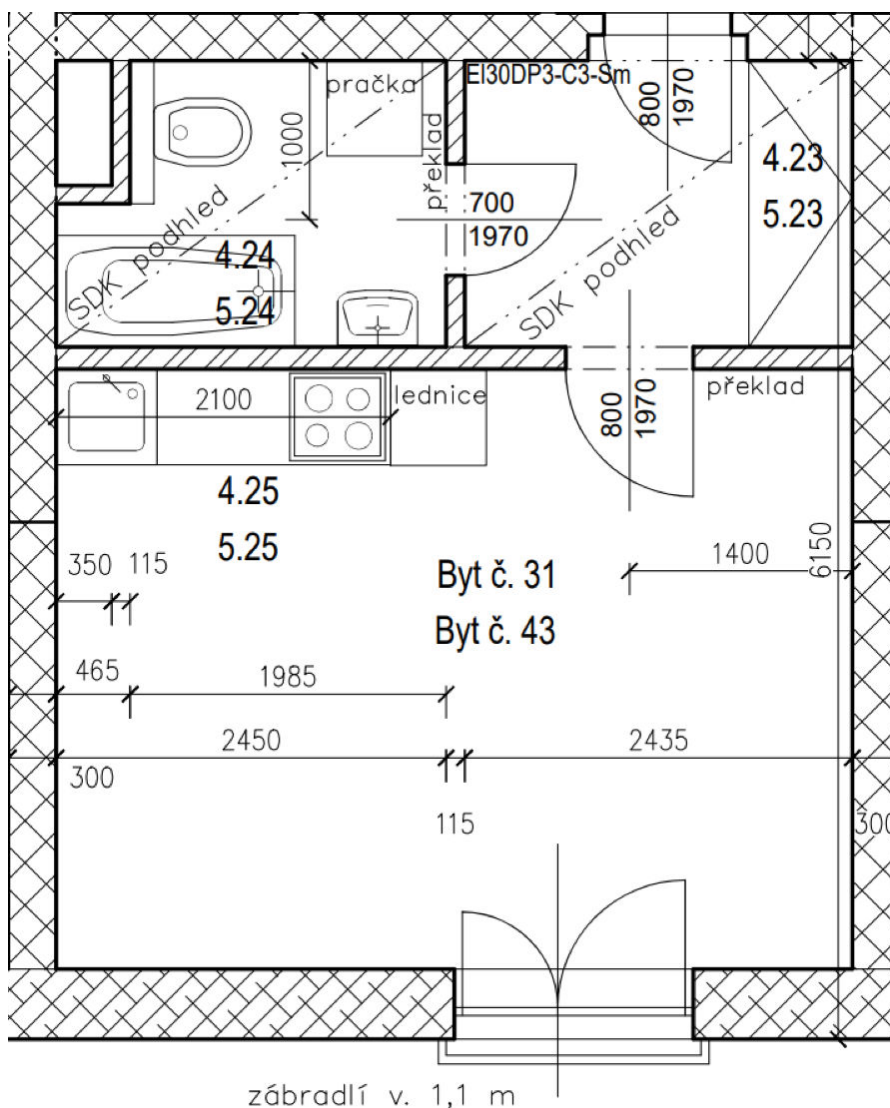 pračka
EI30DP3-C3-Sm
800
1970
1000
překlad
4.23
5.23
700
1970
SDK podhled
4.24
5.24
SDK podhled
2100
lednice
800
1970
překlad
4.25
5.25
350
115
Byt č. 31
Byt č. 43
1400
6150
465
1985
2450
2435
300
115
300
zábradlí v. 1,1 m